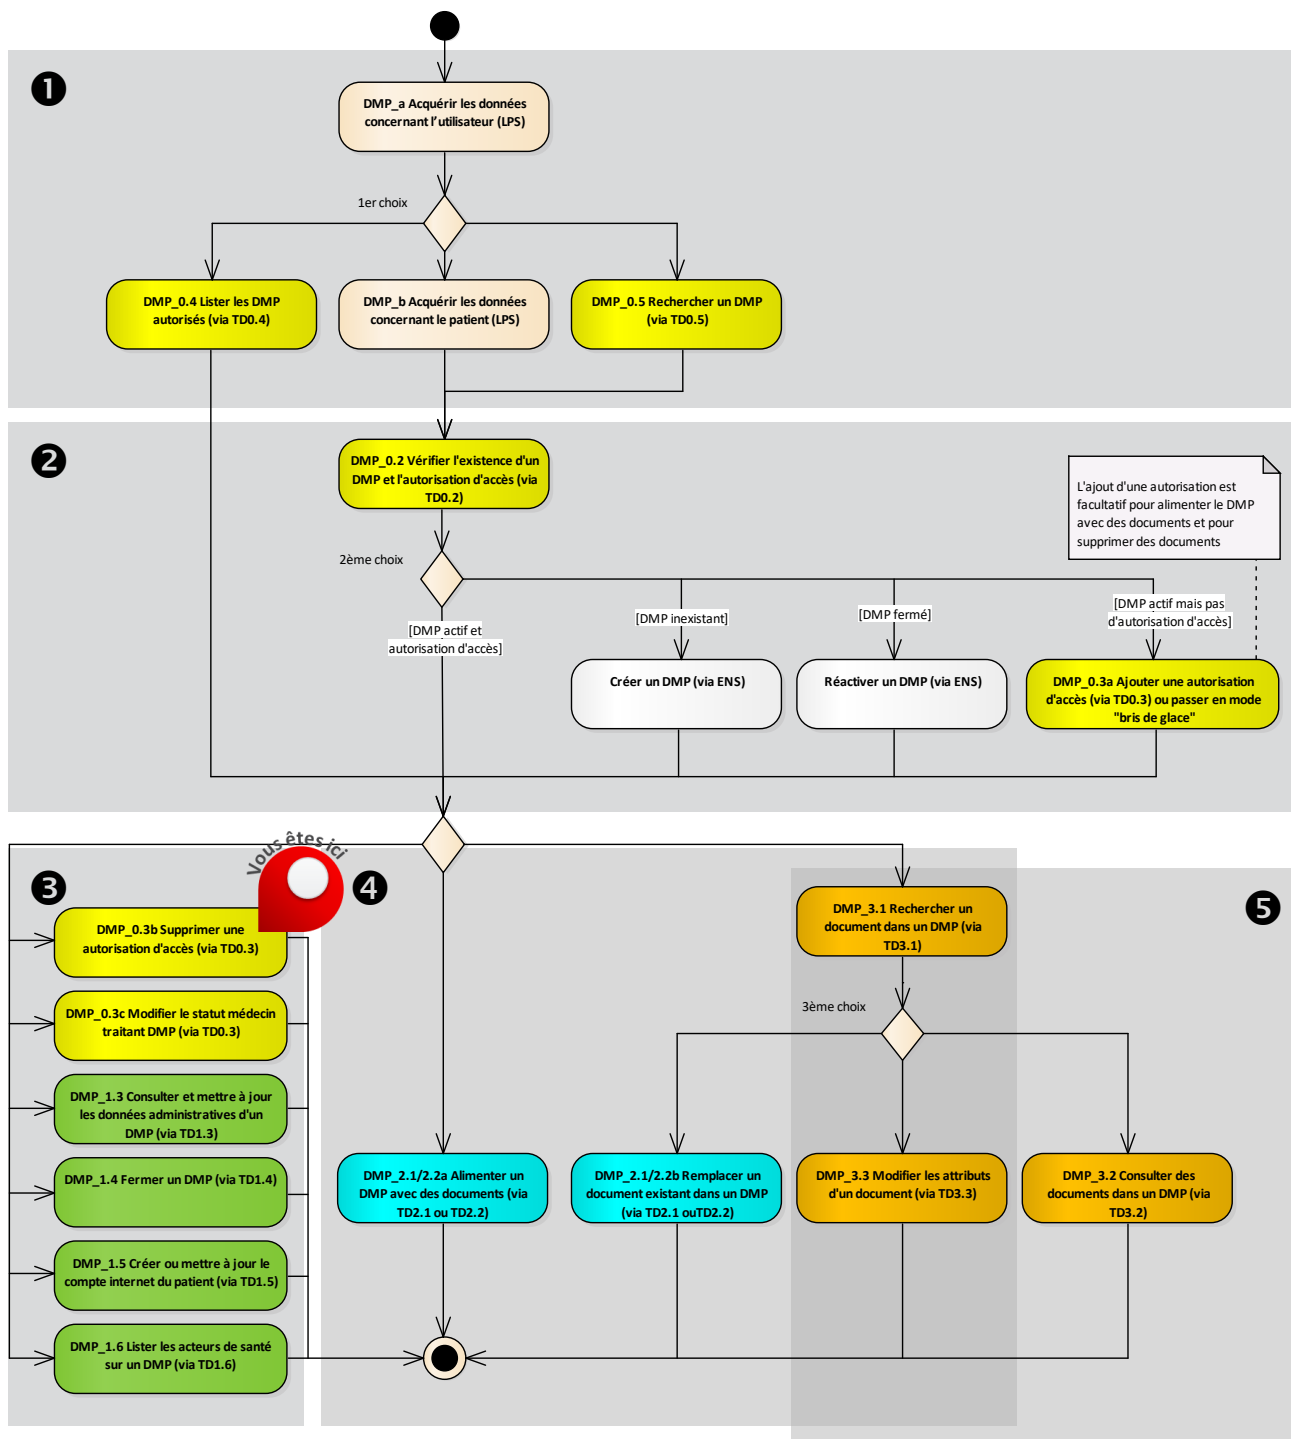 ❶
DMP_a Acquérir les données
concernant l’utilisateur (LPS)
1er choix
DMP_0.4 Lister les DMP
autorisés (via TD0.4)
DMP_b Acquérir les données
concernant le patient (LPS)
DMP_0.5 Rechercher un DMP
(via TD0.5)
❷
DMP_0.2 Vérifier l'existence d'un
DMP et l'autorisation d'accès (via
TD0.2)
L'ajout d'une autorisation est
facultatif pour alimenter le DMP
avec des documents et pour
supprimer des documents
2ème choix
[DMP actif et
autorisation d'accès]
[DMP inexistant]
[DMP fermé]
[DMP actif mais pas
d'autorisation d'accès]
Créer un DMP (via ENS)
Réactiver un DMP (via ENS)
DMP_0.3a Ajouter une autorisation
d'accès (via TD0.3) ou passer en mode
"bris de glace"
Vous êtes ici
❸
DMP_0.3b Supprimer une
autorisation d'accès (via TD0.3)
DMP_0.3c Modifier le statut médecin
traitant DMP (via TD0.3)
DMP_1.3 Consulter et mettre à jour
les données administratives d'un
DMP (via TD1.3)
DMP_1.4 Fermer un DMP (via TD1.4)
DMP_1.5 Créer ou mettre à jour le
compte internet du patient (via TD1.5)
DMP_1.6 Lister les acteurs de santé
sur un DMP (via TD1.6)
❹
❺
DMP_3.1 Rechercher un
document dans un DMP (via
TD3.1)
3ème choix
DMP_2.1/2.2a Alimenter un
DMP avec des documents (via
TD2.1 ou TD2.2)
DMP_2.1/2.2b Remplacer un
document existant dans un DMP
(via TD2.1 ouTD2.2)
DMP_3.3 Modifier les attributs
d'un document (via TD3.3)
DMP_3.2 Consulter des
documents dans un DMP (via
TD3.2)